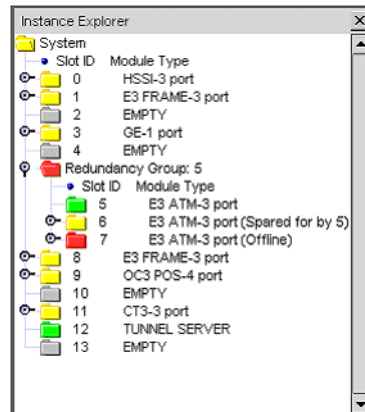 Instance Explorer
System
Slot ID Module Type
0 HSSI-3 port
1 E3 FRAME-3 port
2 EMPTY
3 GE-1 port
4 EMPTY
Redundancy Group: 5
Slot ID Module Type
5 E3 ATM-3 port
6 E3 ATM-3 port (Spared for by 5)
7 E3 ATM-3 port (Offline)
8 E3 FRAME-3 port
9 OC3 POS-4 port
10 EMPTY
11 CT3-3 port
12 TUNNEL SERVER
13 EMPTY